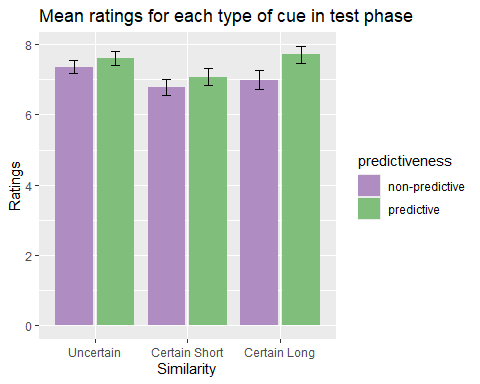 Mean ratings for each type of cue in test phase
8
6
4
2
0
Ratings
Uncertain
Certain Short
Certain Long
Similarity
predictiveness
non-predictive
predictive